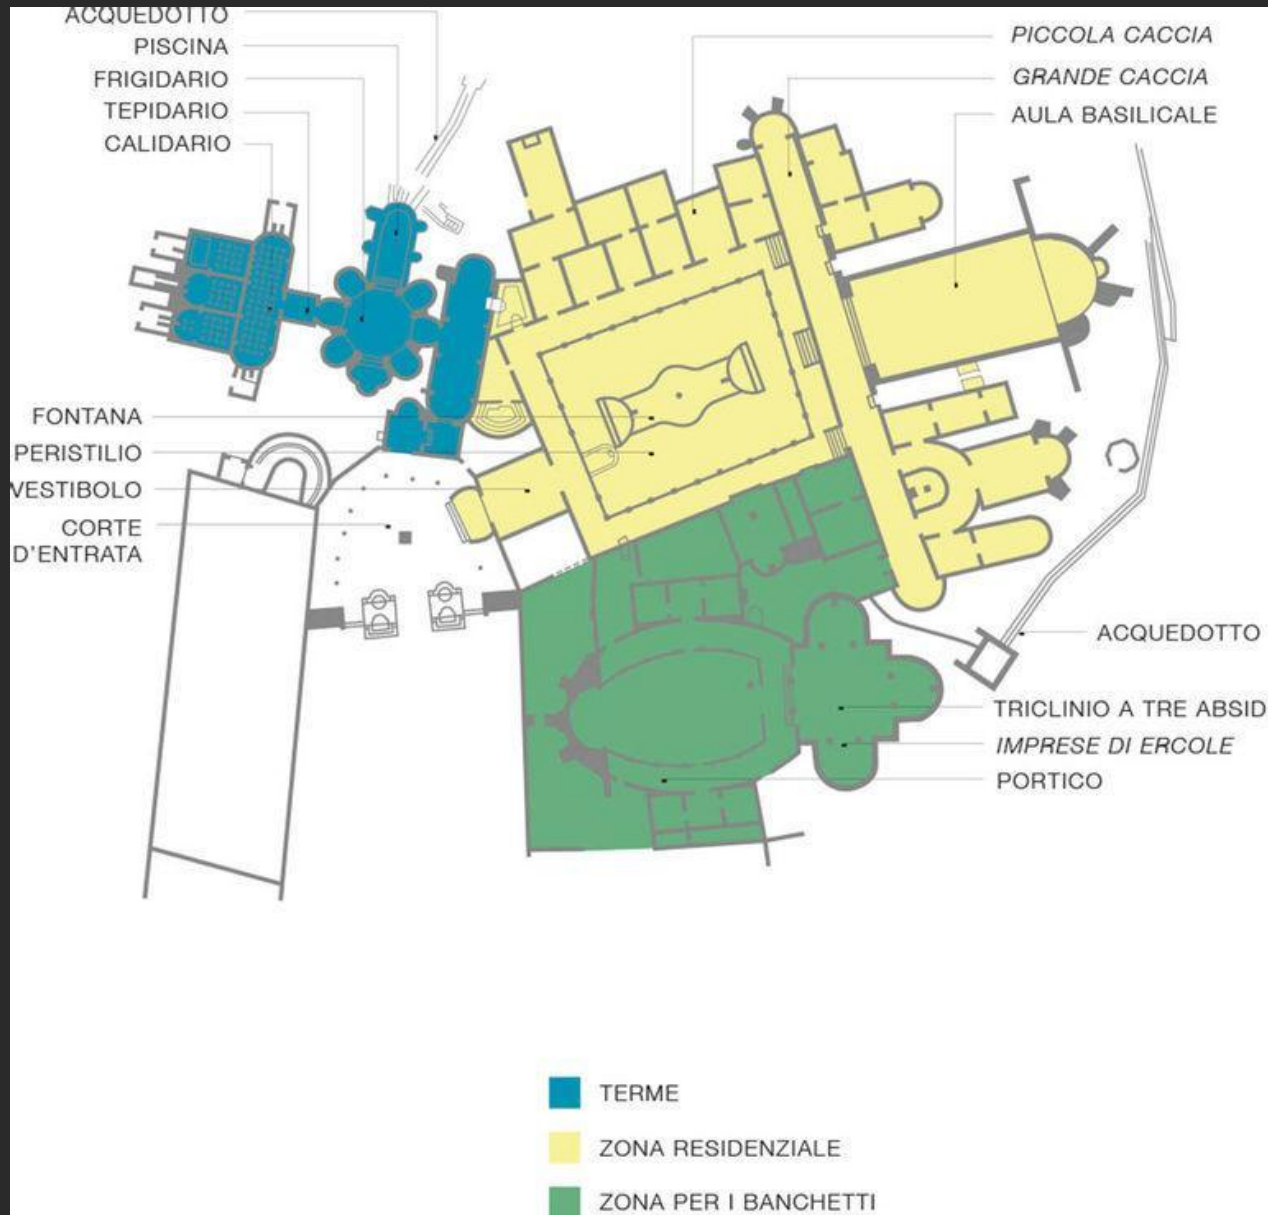 ACQUEDOTTO
PISCINA
FRIGIDARIO
TEPIDARIO
CALIDARIO
PICCOLA CACCIA
GRANDE CACCIA
AULA BASILICALE
FONTANA
PERISTILIO
VESTIBOLO
CORTE
D'ENTRATA
ACQUEDOTTO
TRICLINIO A TRE ABSID
IMPRESE DI ERCOLE
PORTICO
TERME
ZONA RESIDENZIALE
ZONA PER I BANCHETTI